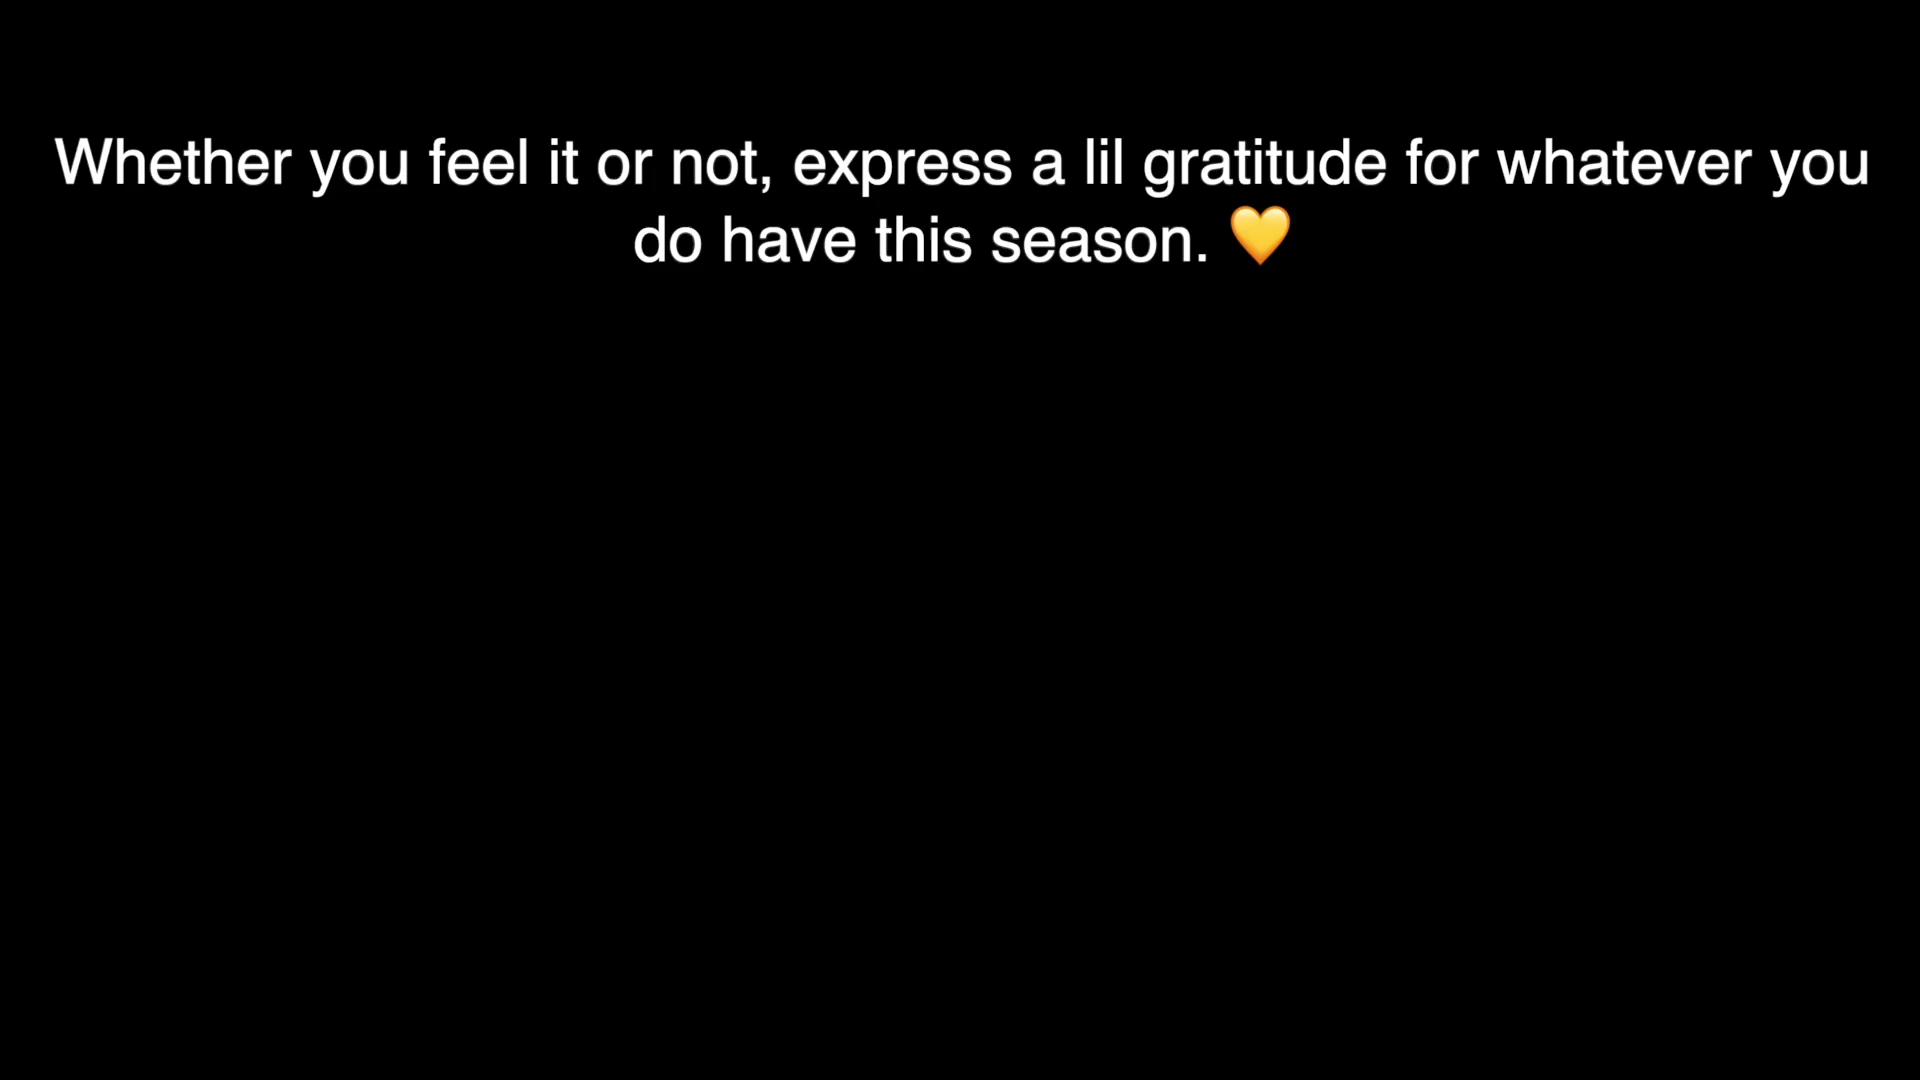 Whether you feel it or not, express a lil gratitude for whatever you
do have this season. 💛